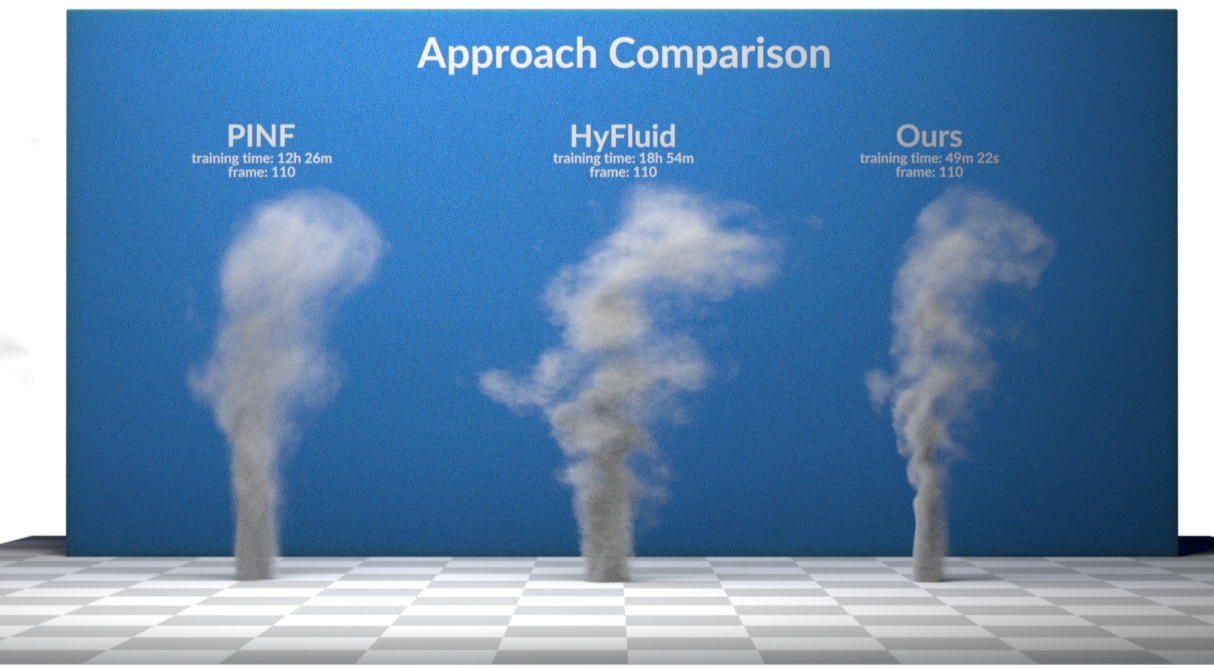 Approach Comparison
PINF
training time: 12h 26m
frame: 110
HyFluid
training time: 18h 54m
frame: 110
Ours
training time: 49m 22s
frame: 110